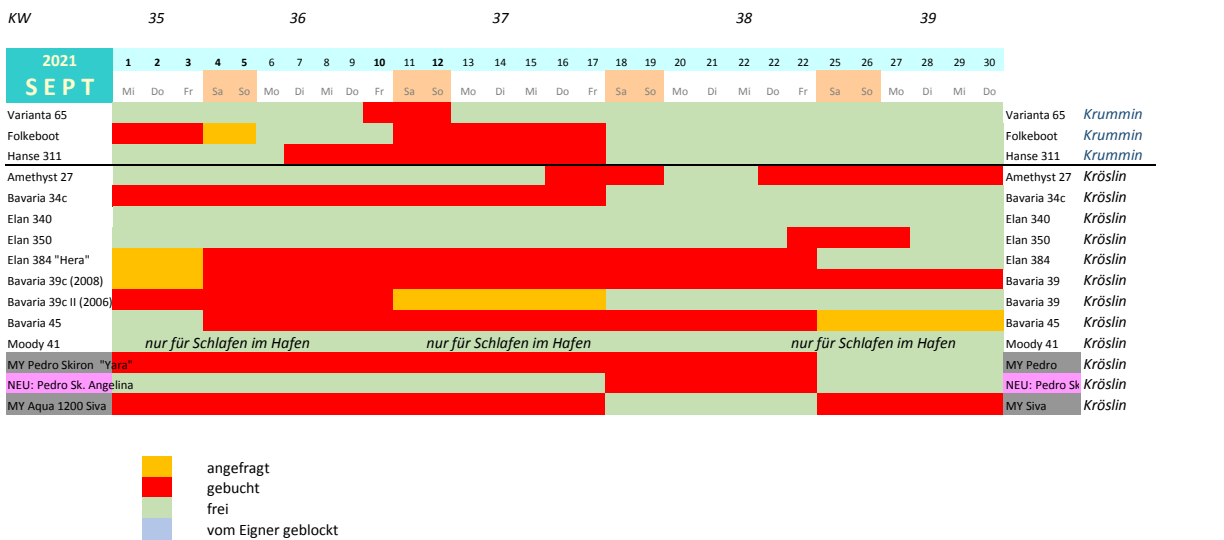 KW 35 36 37 38 39
2021 1 2 3 4 5 6 7 8 9 10 11 12 13 14 15 16 17 18 19 20 21 22 22 22 25 26 27 28 29 30
SEPT Mi Do Fr Sa So Mo Di Mi Do Fr Sa So Mo Di Mi Do Fr Sa So Mo Do Di Mi Fr Sa So Mo Di Mi Do
Varianta 65 Varianta 65 Krummin
Folkeboot Folkeboot Krummin
Hanse 311 Hanse 311 Krummin
Amethyst 27 Amethyst 27 Kröslin
Bavaria 34c Bavaria 34c Kröslin
Elan 340 Elan 340 Kröslin
Elan 350 Elan 350 Kröslin
Elan 384 "Hera" Elan 384 Kröslin
Bavaria 39c (2008) Bavaria 39 Kröslin
Bavaria 39c II (2006) Bavaria 39 Kröslin
Bavaria 45 Bavaria 45 Kröslin
Moody 41 nur für Schlafen im Hafen nur für Schlafen im Hafen nur für Schlafen im Hafen Moody 41 Kröslin
MY Pedro Skiron "Yara" MY Pedro Kröslin
NEU: Pedro Sk. Angelina NEU: Pedro Sk Kröslin
MY Aqua 1200 Siva MY Siva Kröslin
angefragt
gebucht
frei
vom Eigner geblockt